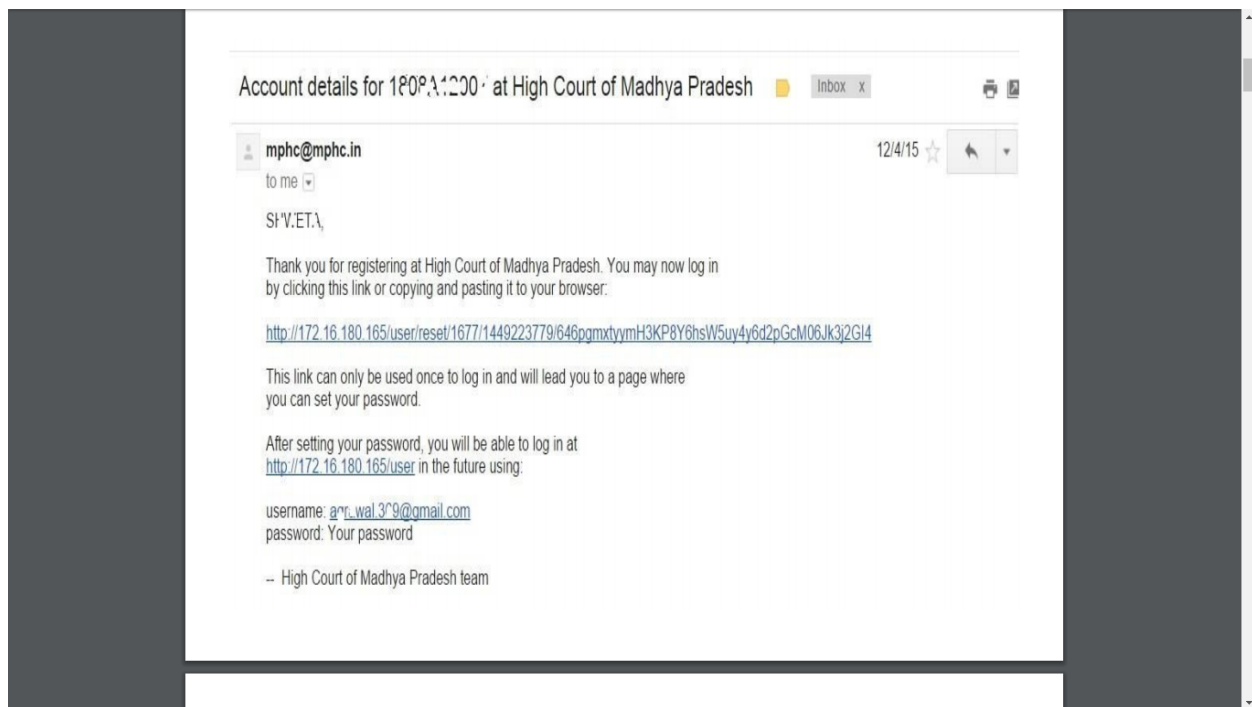 Account details for at High Court of Madhya Pradesh Inbox x
mphc@mphc.in 12/4/15
to me
Thank you for registering at High Court of Madhya Pradesh. You may now log in
by clicking this link or copying and pasting it to your browser:
http://172.16.180.165/user/reset/1677/1449223779/646pgmxtyymH3KP8Y6hsW5uy4y6d2pGcM06Jk3j2GI4
This link can only be used once to log in and will lead you to a page where
you can set your password.
After setting your password, you will be able to log in at
http://172.16.180.165/user in the future using:
username:
password: Your password
-- High Court of Madhya Pradesh team